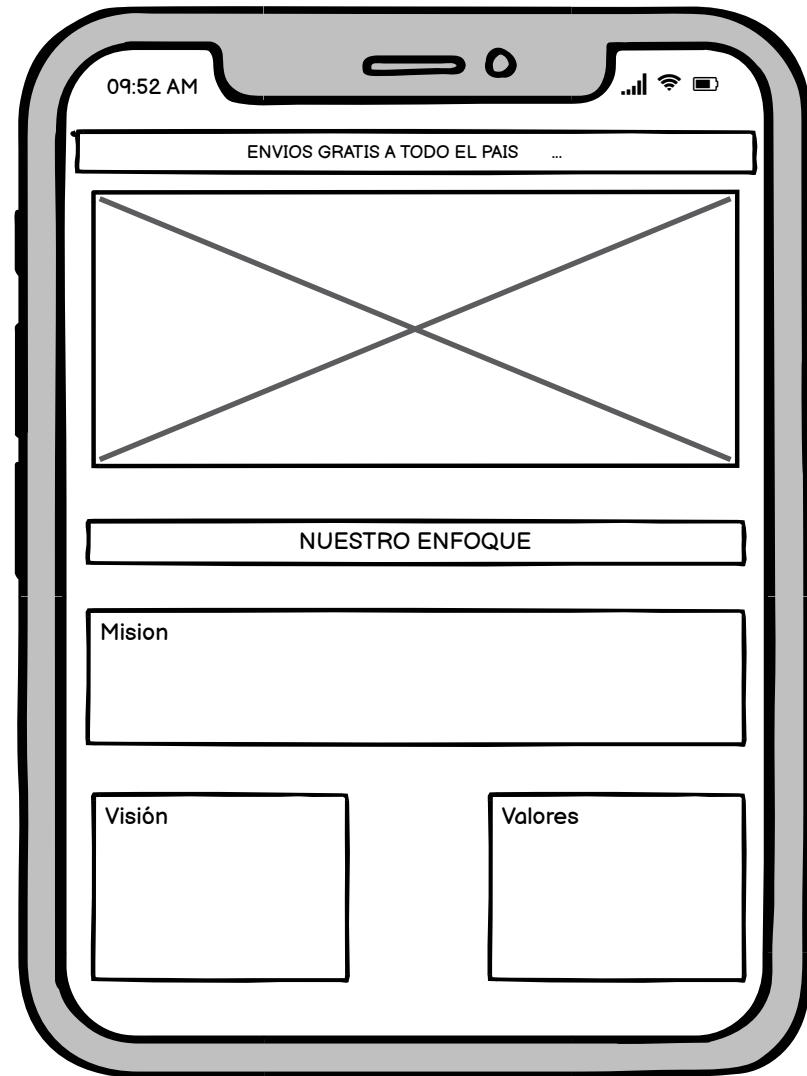 09:52 AM
ENVIOS GRATIS A TODO EL PAIS ...
NUESTRO ENFOQUE
Mision
Visión
Valores